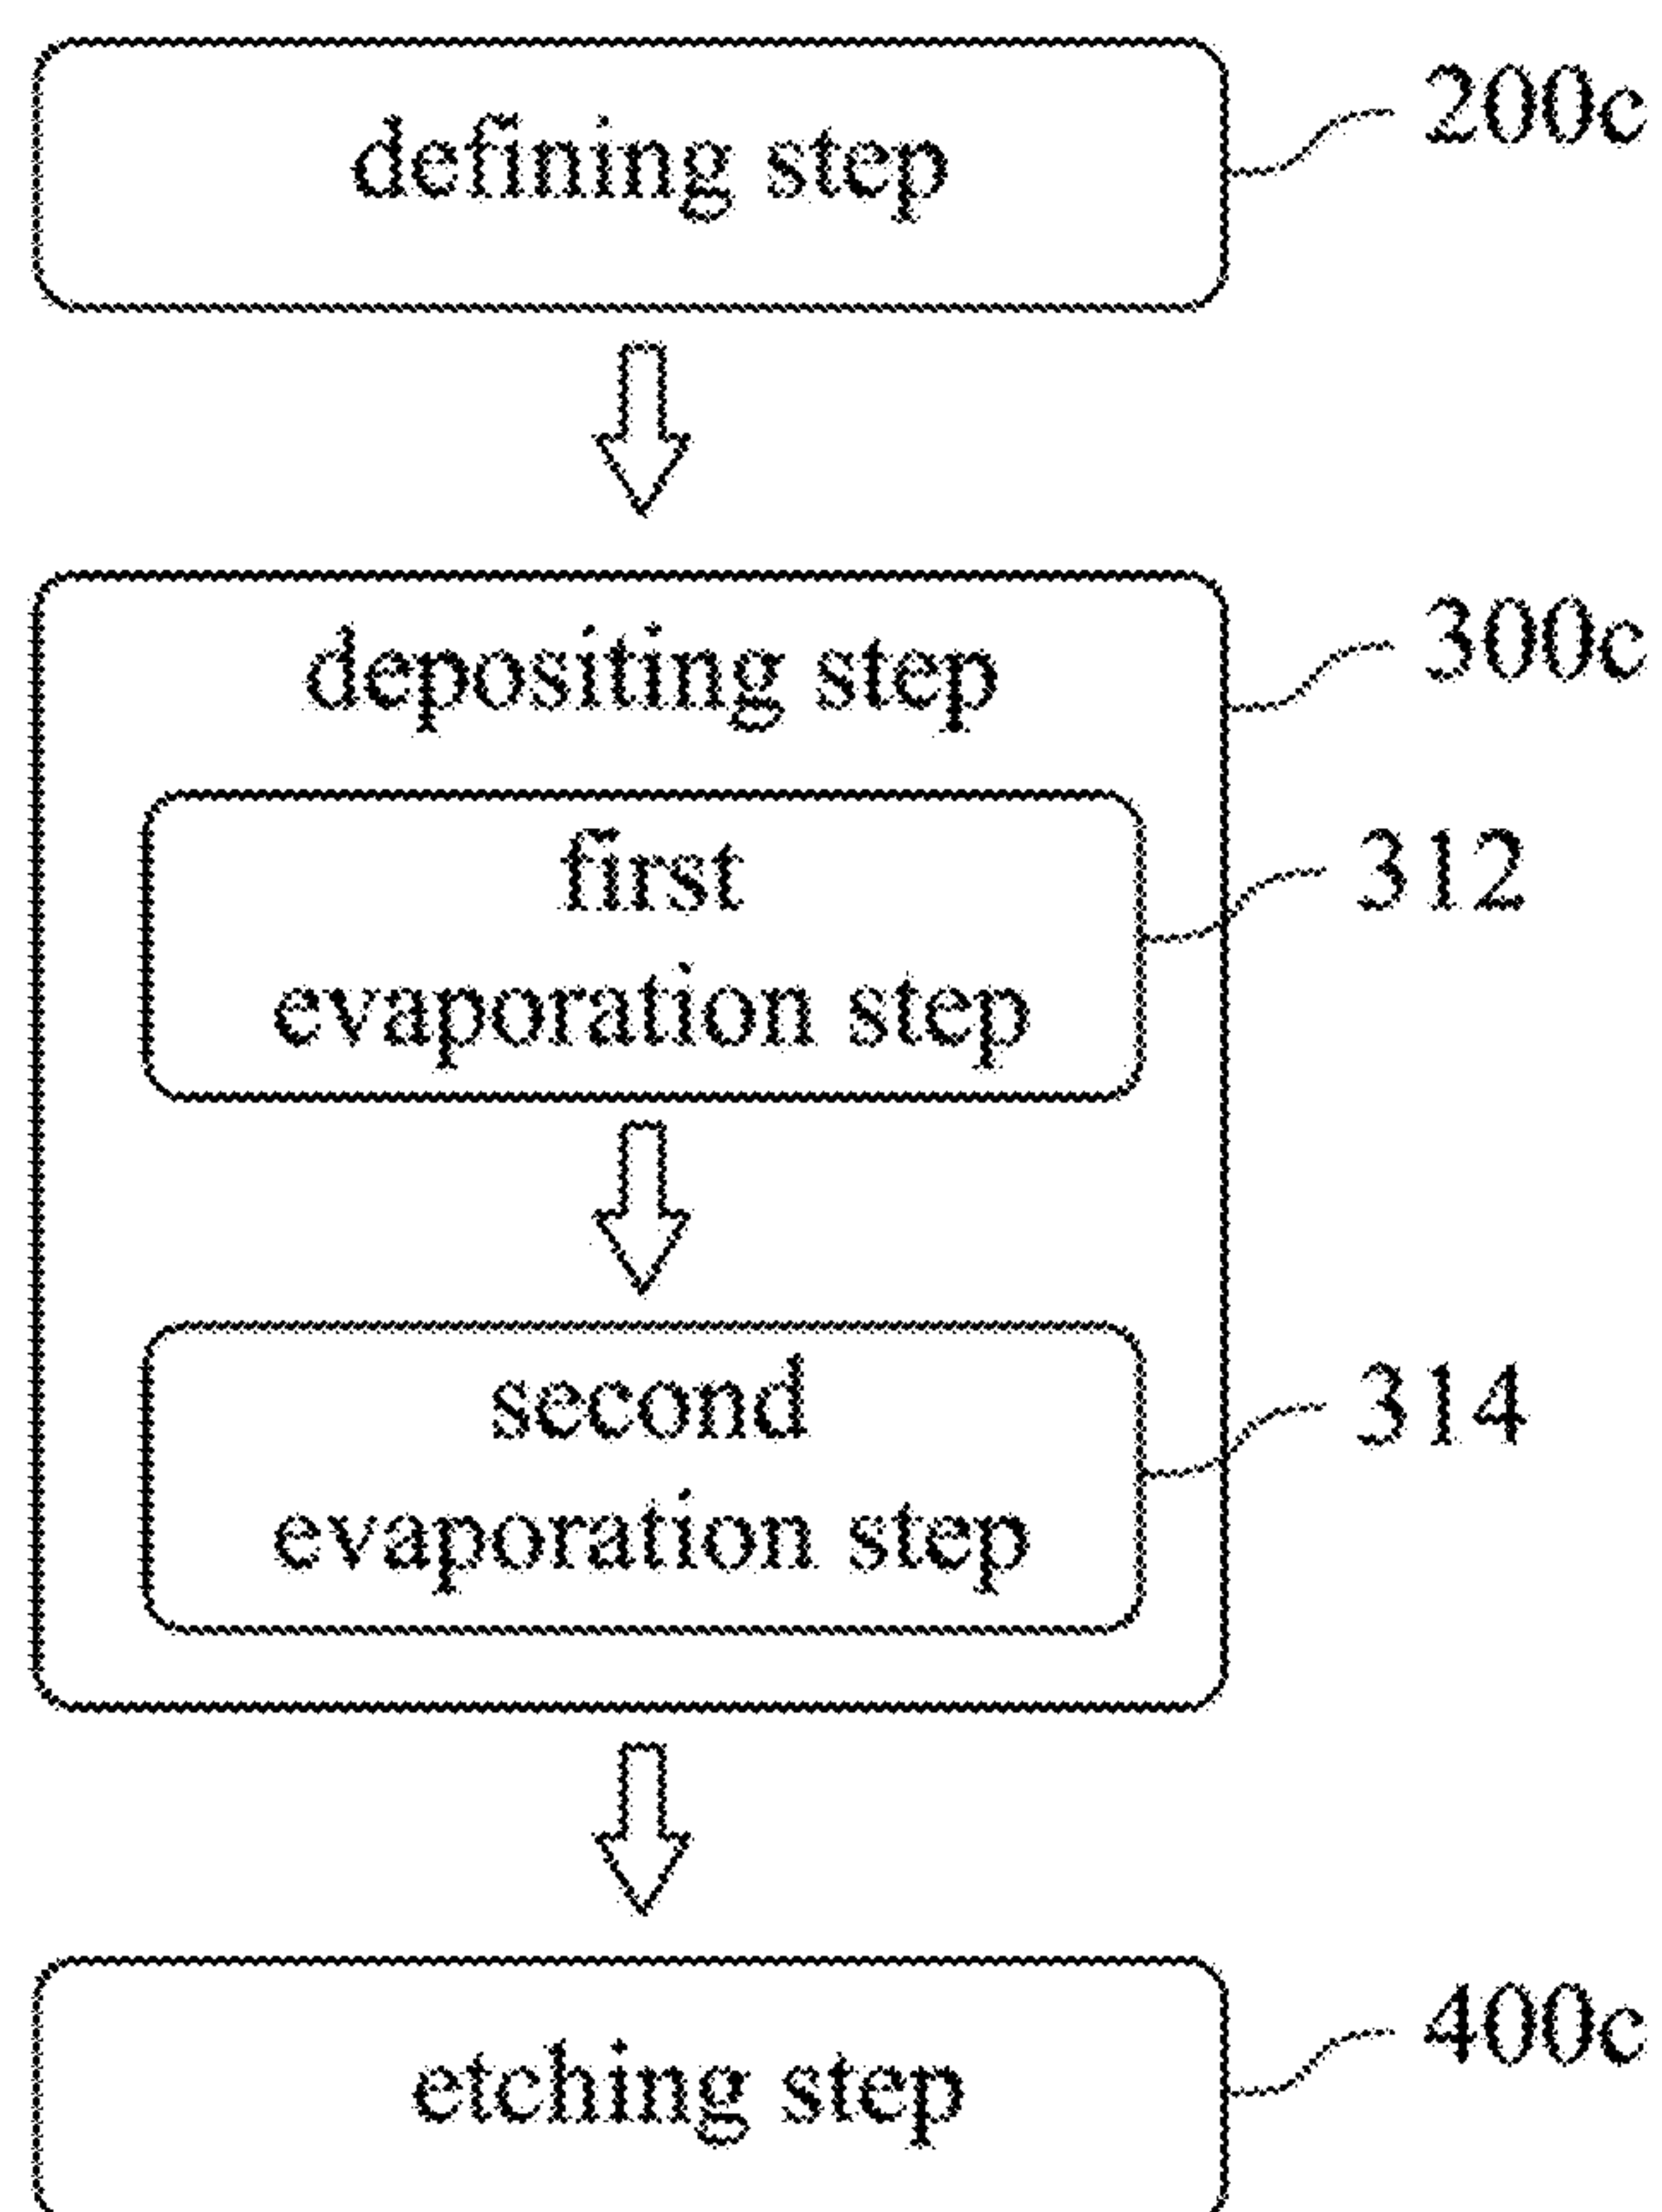 defining step
200c
depositing step
300c
first
evaporation step
312
second
evaporation step
314
etching step
400c